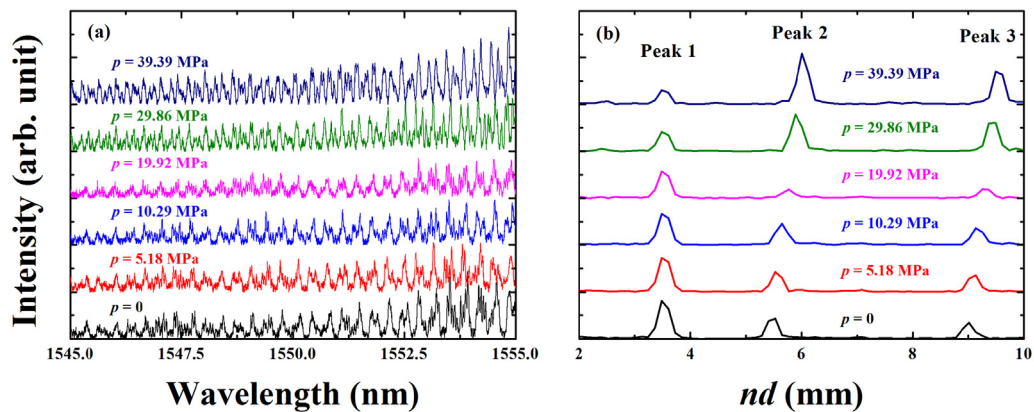 (a)
p = 39.39 MPa
p = 29.86 MPa
p = 19.92 MPa
p = 10.29 MPa
p = 5.18 MPa
p = 0
1545.0 1547.5 1550.0 1552.5 1555.0
Wavelength (nm)
Intensity (arb. unit)
(b)
Peak 1 Peak 2 Peak 3
p = 39.39 MPa
p = 29.86 MPa
p = 19.92 MPa
p = 10.29 MPa
p = 5.18 MPa
p = 0
2 4 6 8 10
nd (mm)